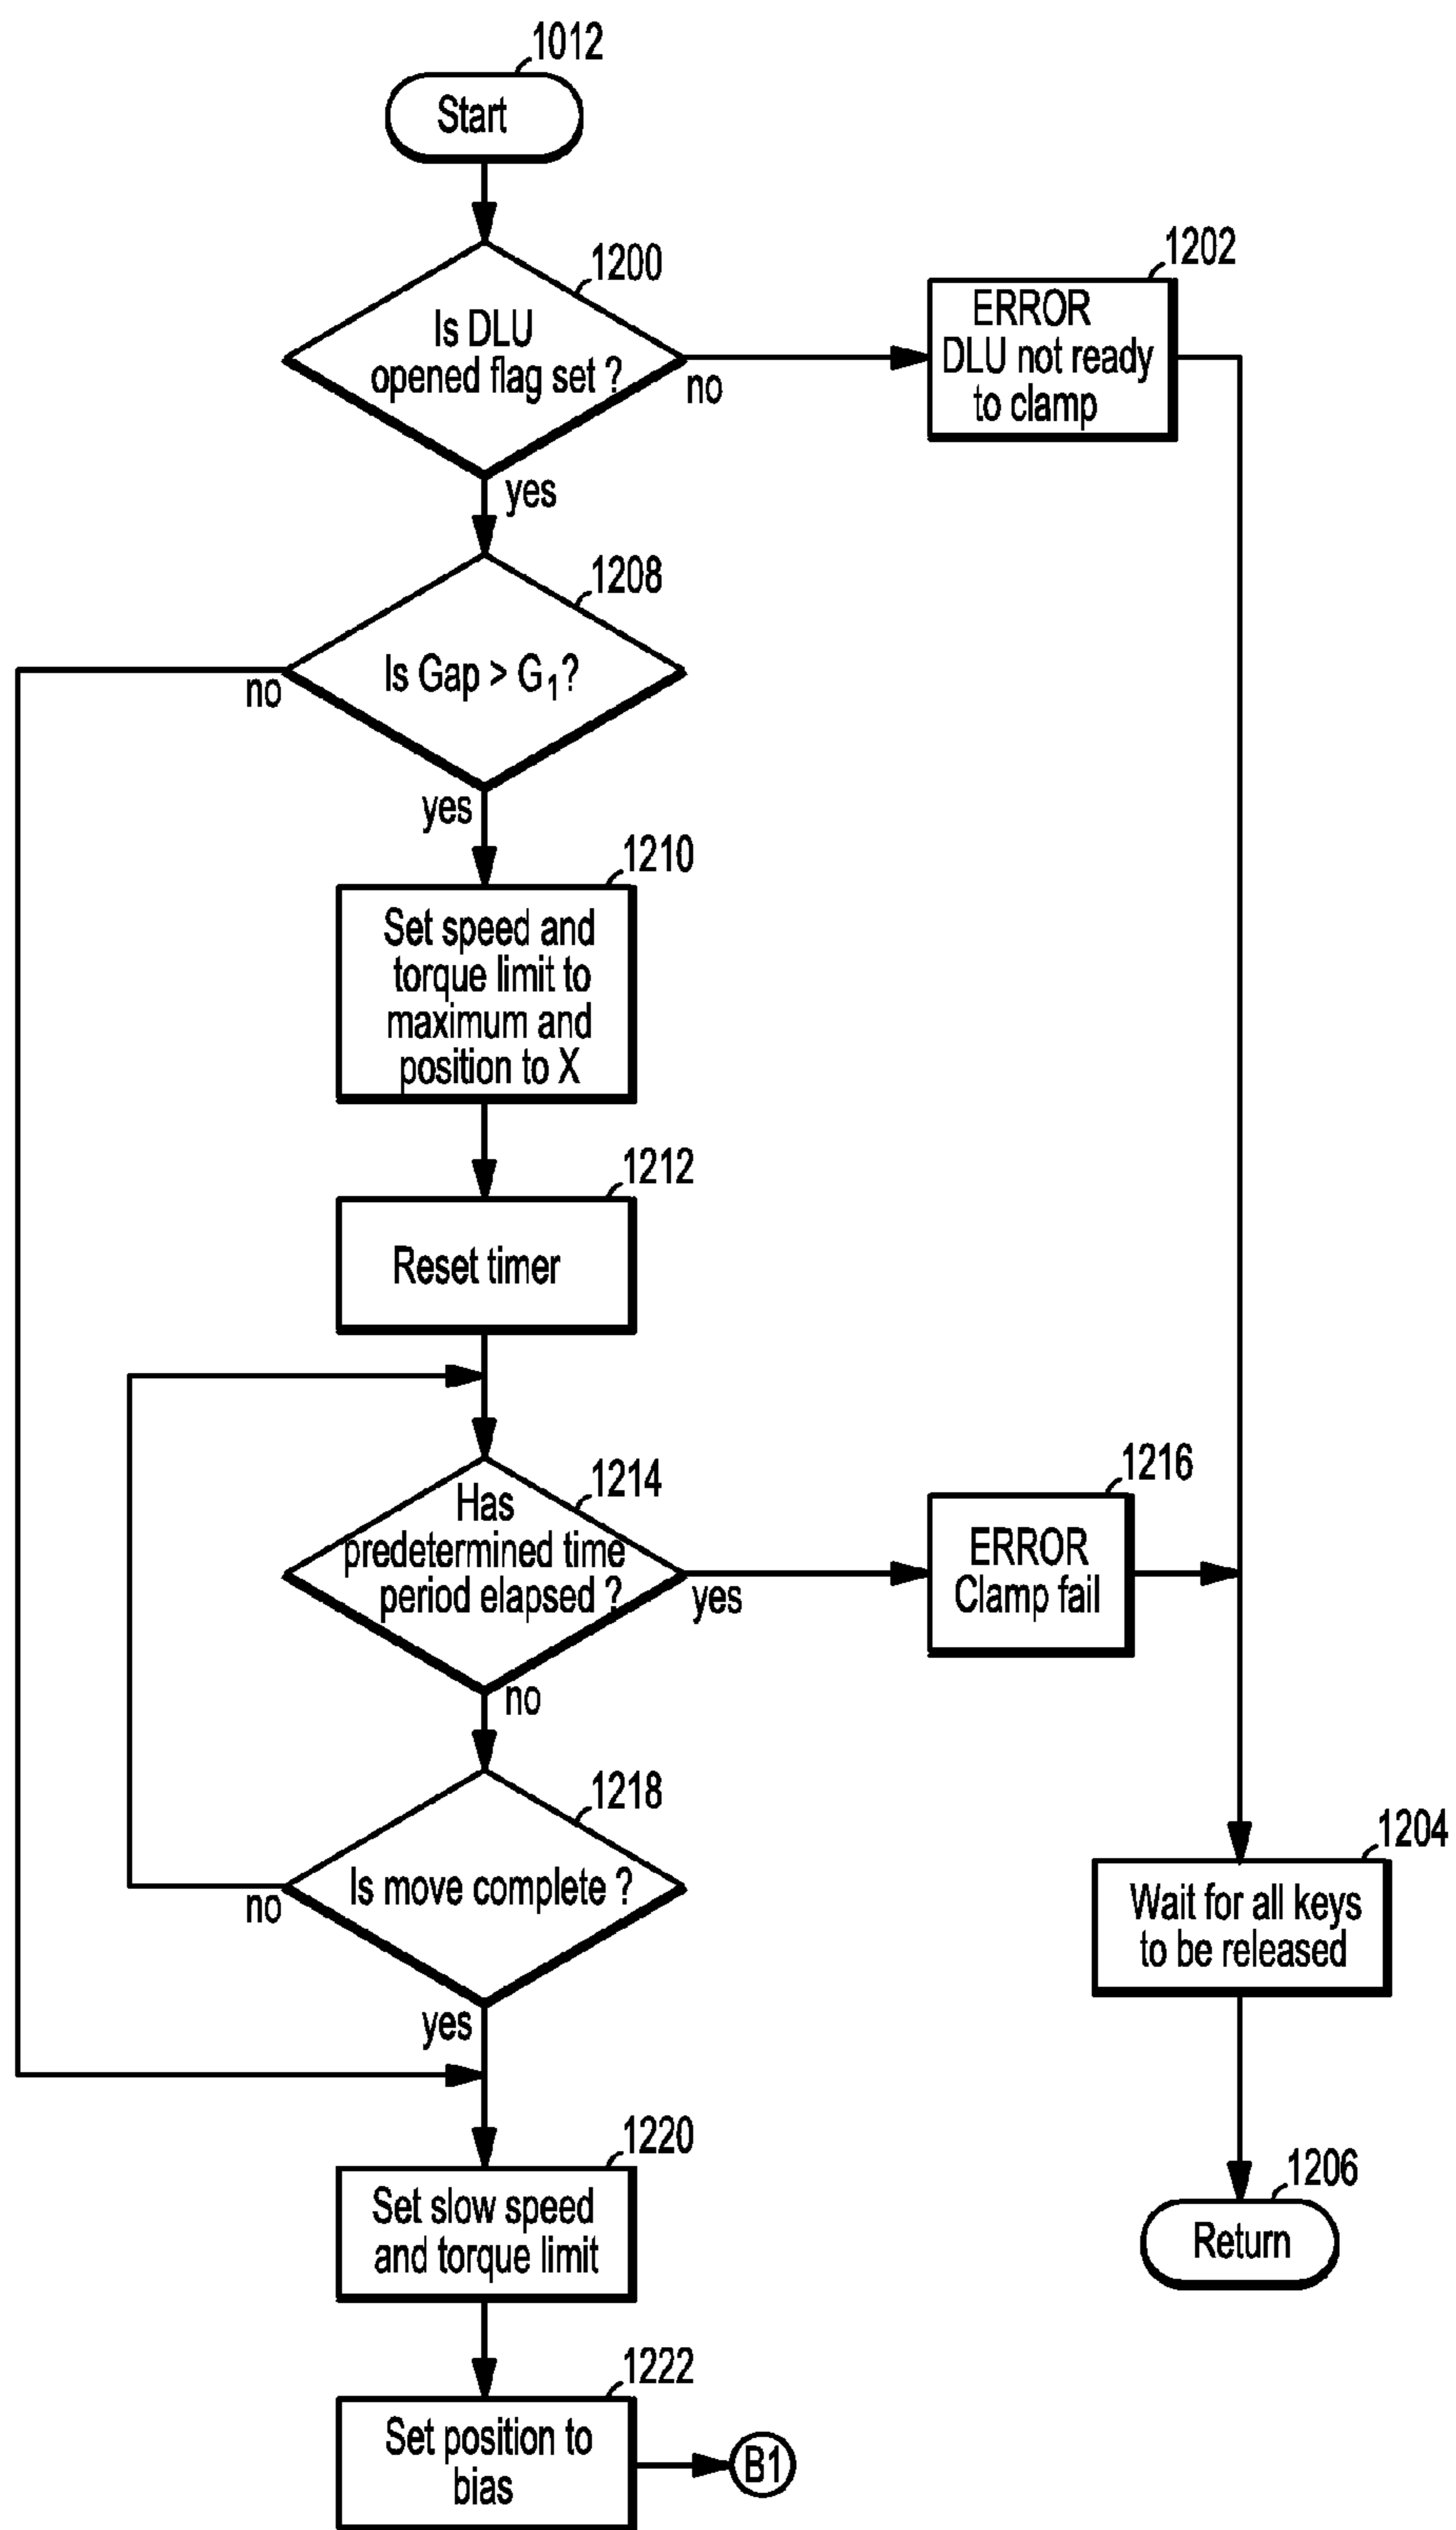 1012
Start
1200
Is DLU
opened flag set ?
no
yes
1202
ERROR
DLU not ready
to clamp
1208
Is Gap > G1?
no
yes
1210
Set speed and
torque limit to
maximum and
position to X
1212
Reset timer
1214
Has
predetermined time
period elapsed ?
yes
no
1216
ERROR
Clamp fail
1218
Is move complete ?
no
yes
1204
Wait for all keys
to be released
1206
Return
1220
Set slow speed
and torque limit
1222
Set position to
bias
B1